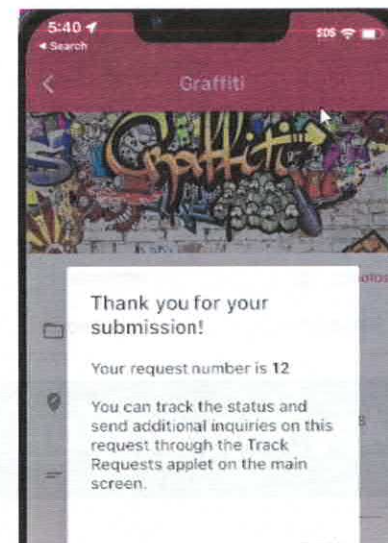 5:40
SOS
◀ Search
Graffiti
Graffiti
Thank you for your
submission!
Your request number is 12
You can track the status and
send additional inquiries on this
request through the Track
Requests applet on the main
screen.